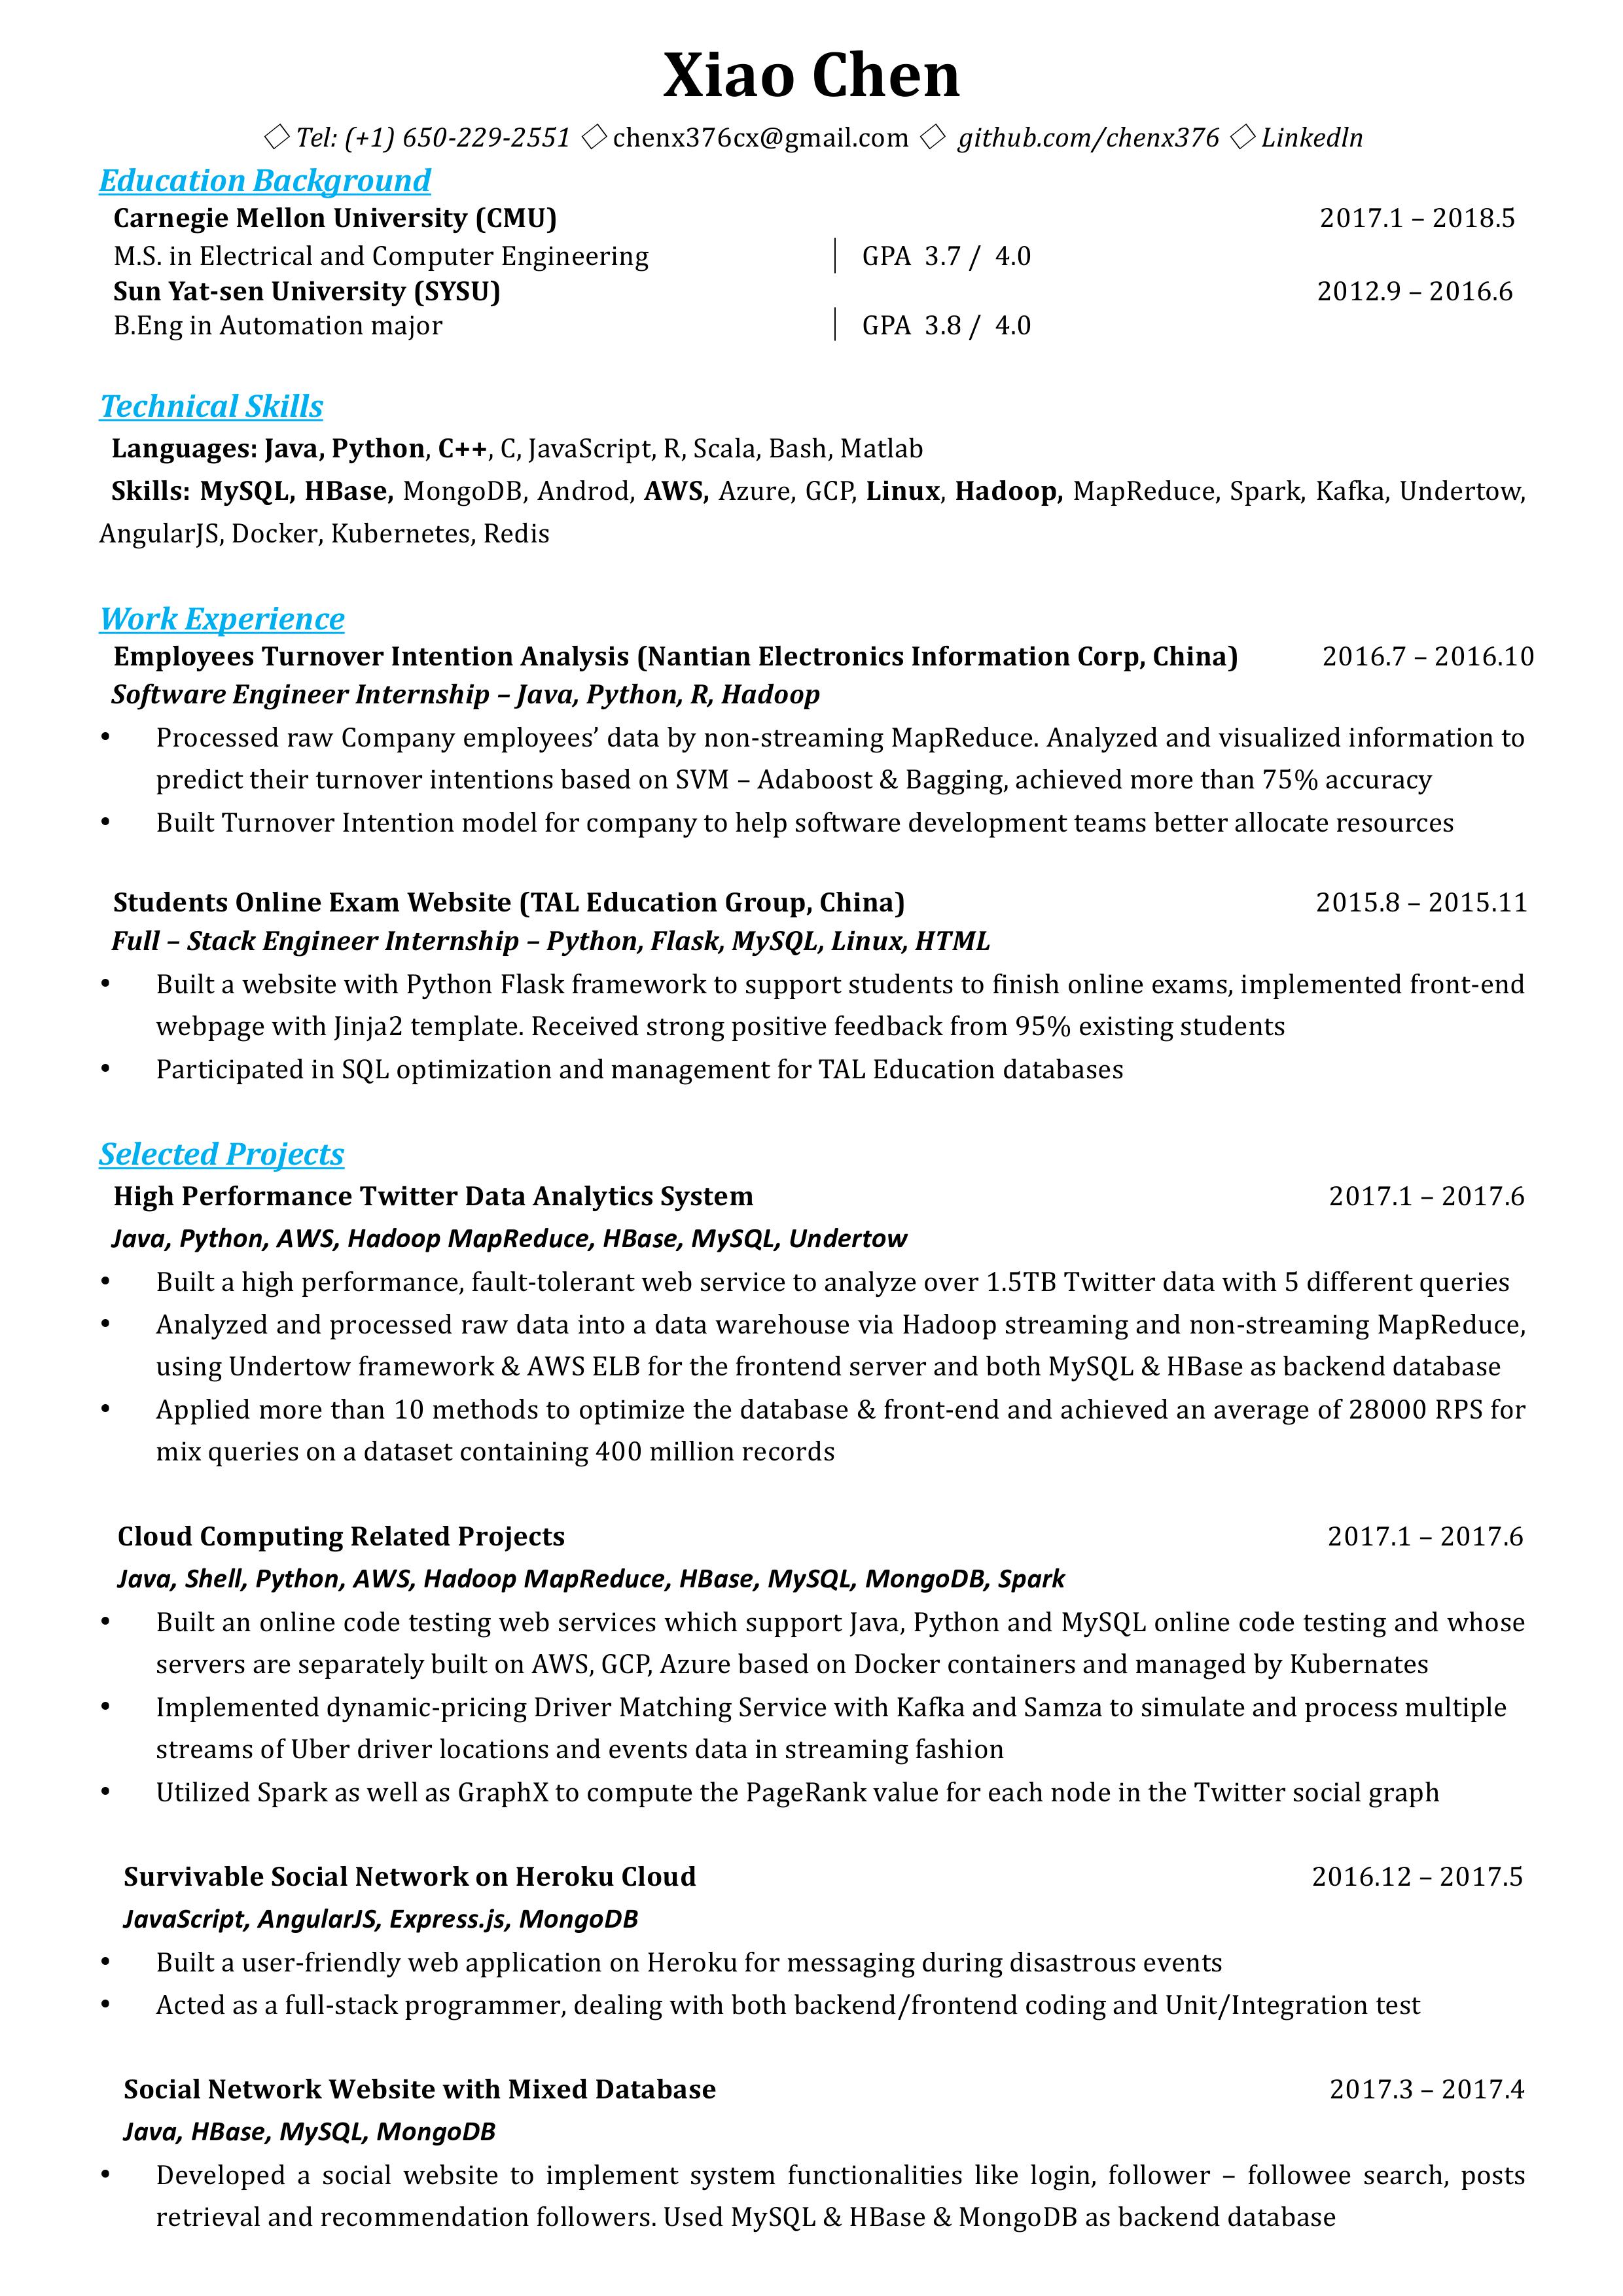 Xiao Chen
◇ Tel: (+1) 650-229-2551 ◇ chenx376cx@gmail.com ◇ github.com/chenx376 ◇ LinkedIn
Education Background
Carnegie Mellon University (CMU) 2017.1 – 2018.5
M.S. in Electrical and Computer Engineering | GPA 3.7 / 4.0
Sun Yat-sen University (SYSU) 2012.9 – 2016.6
B.Eng in Automation major | GPA 3.8 / 4.0
Technical Skills
Languages: Java, Python, C++, C, JavaScript, R, Scala, Bash, Matlab
Skills: MySQL, HBase, MongoDB, Androd, AWS, Azure, GCP, Linux, Hadoop, MapReduce, Spark, Kafka, Undertow,
AngularJS, Docker, Kubernetes, Redis
Work Experience
Employees Turnover Intention Analysis (Nantian Electronics Information Corp, China) 2016.7 – 2016.10
Software Engineer Internship – Java, Python, R, Hadoop
• Processed raw Company employees’ data by non-streaming MapReduce. Analyzed and visualized information to
predict their turnover intentions based on SVM – Adaboost & Bagging, achieved more than 75% accuracy
• Built Turnover Intention model for company to help software development teams better allocate resources
Students Online Exam Website (TAL Education Group, China) 2015.8 – 2015.11
Full – Stack Engineer Internship – Python, Flask, MySQL, Linux, HTML
• Built a website with Python Flask framework to support students to finish online exams, implemented front-end
webpage with Jinja2 template. Received strong positive feedback from 95% existing students
• Participated in SQL optimization and management for TAL Education databases
Selected Projects
High Performance Twitter Data Analytics System 2017.1 – 2017.6
Java, Python, AWS, Hadoop MapReduce, HBase, MySQL, Undertow
• Built a high performance, fault-tolerant web service to analyze over 1.5TB Twitter data with 5 different queries
• Analyzed and processed raw data into a data warehouse via Hadoop streaming and non-streaming MapReduce,
using Undertow framework & AWS ELB for the frontend server and both MySQL & HBase as backend database
• Applied more than 10 methods to optimize the database & front-end and achieved an average of 28000 RPS for
mix queries on a dataset containing 400 million records
Cloud Computing Related Projects 2017.1 – 2017.6
Java, Shell, Python, AWS, Hadoop MapReduce, HBase, MySQL, MongoDB, Spark
• Built an online code testing web services which support Java, Python and MySQL online code testing and whose
servers are separately built on AWS, GCP, Azure based on Docker containers and managed by Kubernates
• Implemented dynamic-pricing Driver Matching Service with Kafka and Samza to simulate and process multiple
streams of Uber driver locations and events data in streaming fashion
• Utilized Spark as well as GraphX to compute the PageRank value for each node in the Twitter social graph
Survivable Social Network on Heroku Cloud 2016.12 – 2017.5
JavaScript, AngularJS, Express.js, MongoDB
• Built a user-friendly web application on Heroku for messaging during disastrous events
• Acted as a full-stack programmer, dealing with both backend/frontend coding and Unit/Integration test
Social Network Website with Mixed Database 2017.3 – 2017.4
Java, HBase, MySQL, MongoDB
• Developed a social website to implement system functionalities like login, follower – followee search, posts
retrieval and recommendation followers. Used MySQL & HBase & MongoDB as backend database